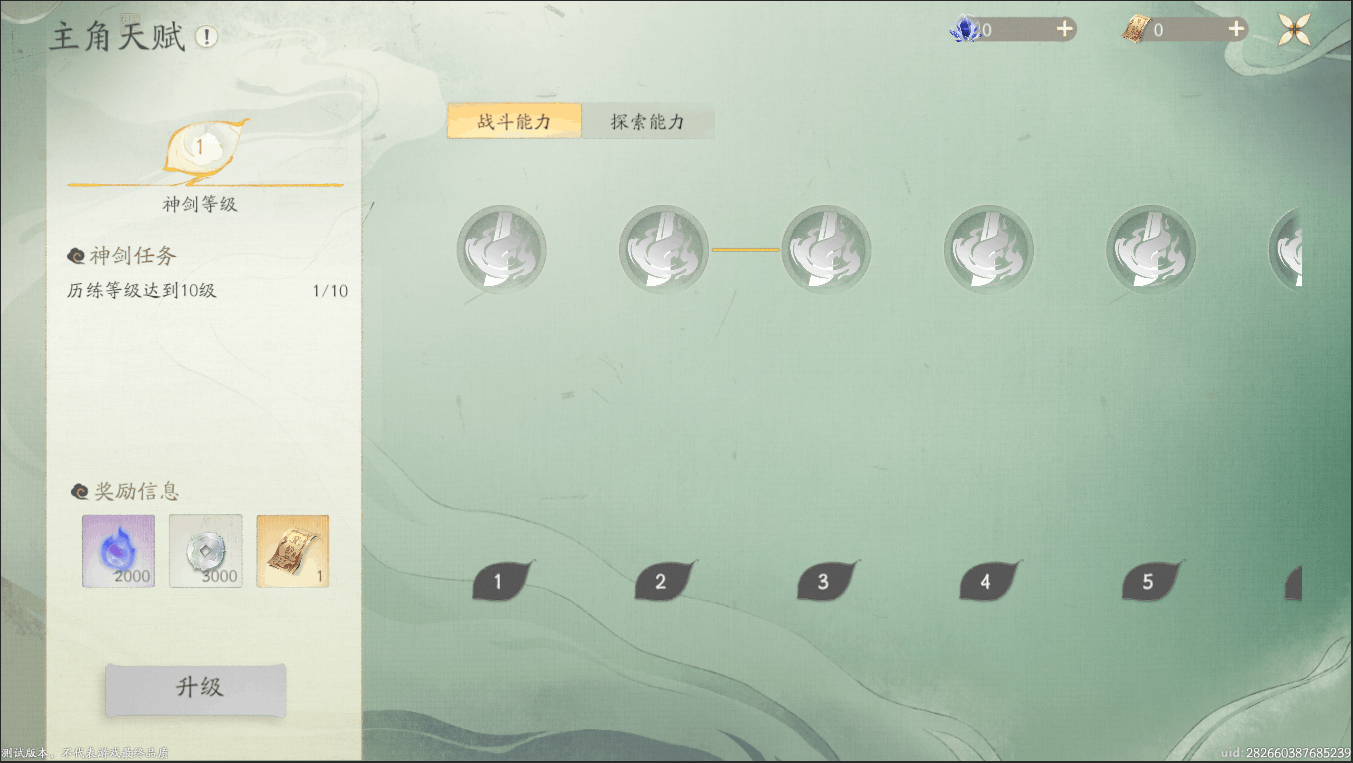 主角天赋
0
0
战斗能力
探索能力
1
神剑等级
神剑任务
历练等级达到10级
1/10
奖励信息
2000
3000
1
1
2
3
4
5
升级
测试版本，不代表游戏最终品质
uid: 282660387685239